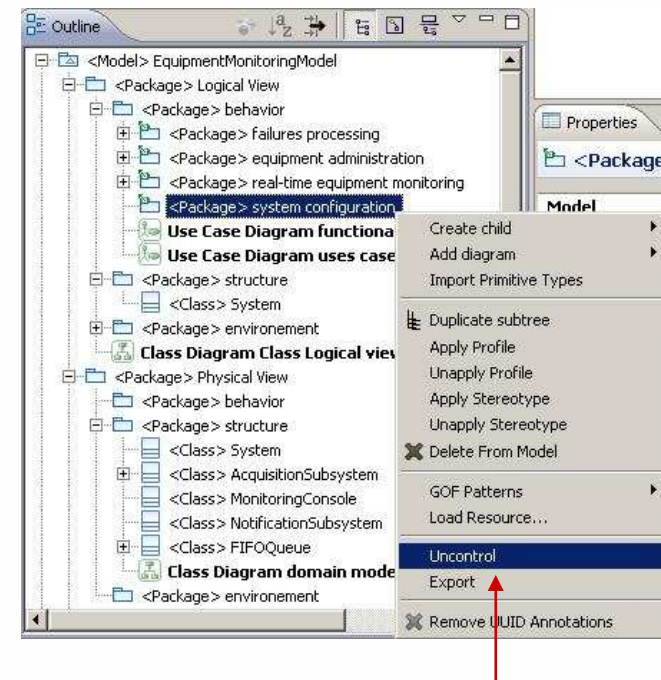 Outline
<Model> EquipmentMonitoringModel
<Package> Logical View
<Package> behavior
<Package> failures processing
<Package> equipment administration
<Package> real-time equipment monitoring
<Package> system configuration
Use Case Diagram functiona
Use Case Diagram uses case
<Package> structure
<Class> System
<Package> environement
Class Diagram Class Logical view
<Package> Physical View
<Package> behavior
<Package> structure
<Class> System
<Class> AcquisitionSubsystem
<Class> MonitoringConsole
<Class> NotificationSubsystem
<Class> FIFOQueue
Class Diagram domain mode
<Package> environement
Properties
<Package
Model
Create child
Add diagram
Import Primitive Types
Duplicate subtree
Apply Profile
Unapply Profile
Apply Stereotype
Unapply Stereotype
Delete From Model
GOF Patterns
Load Resource...
Uncontrol
Export
Remove UUID Annotations